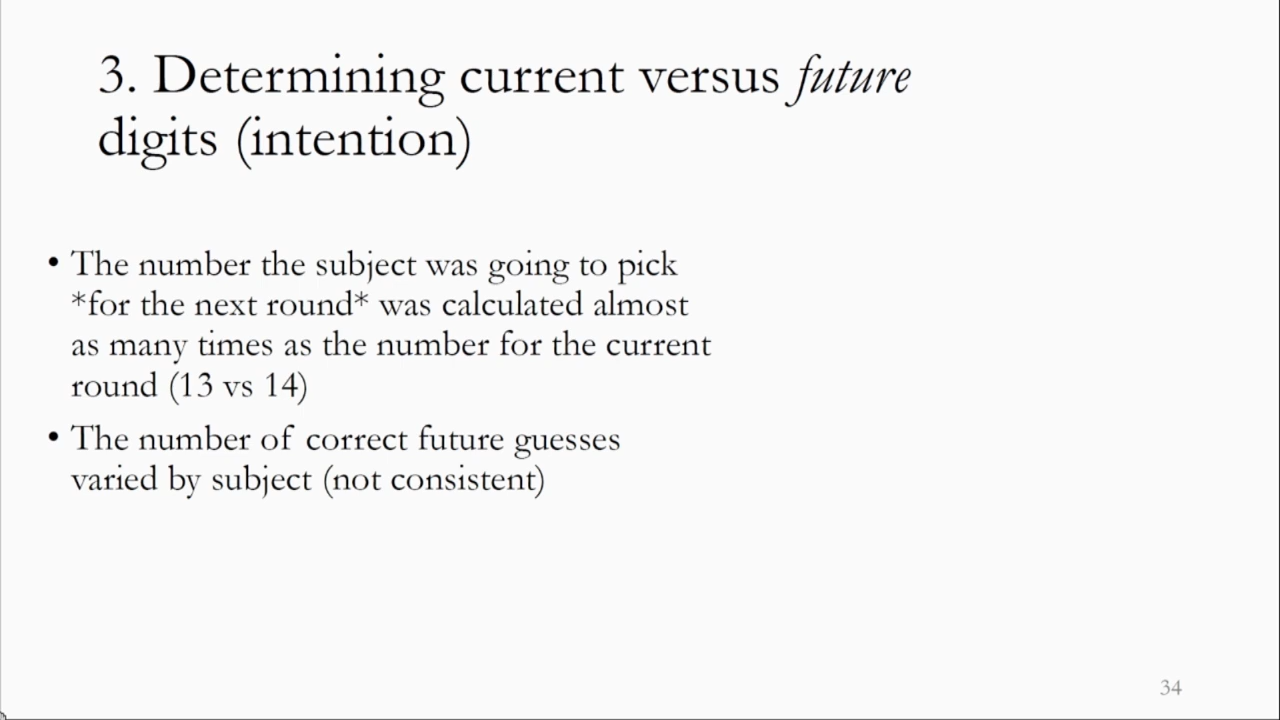 3. Determining current versus future
digits (intention)
• The number the subject was going to pick
*for the next round* was calculated almost
as many times as the number for the current
round (13 vs 14)
• The number of correct future guesses
varied by subject (not consistent)
34